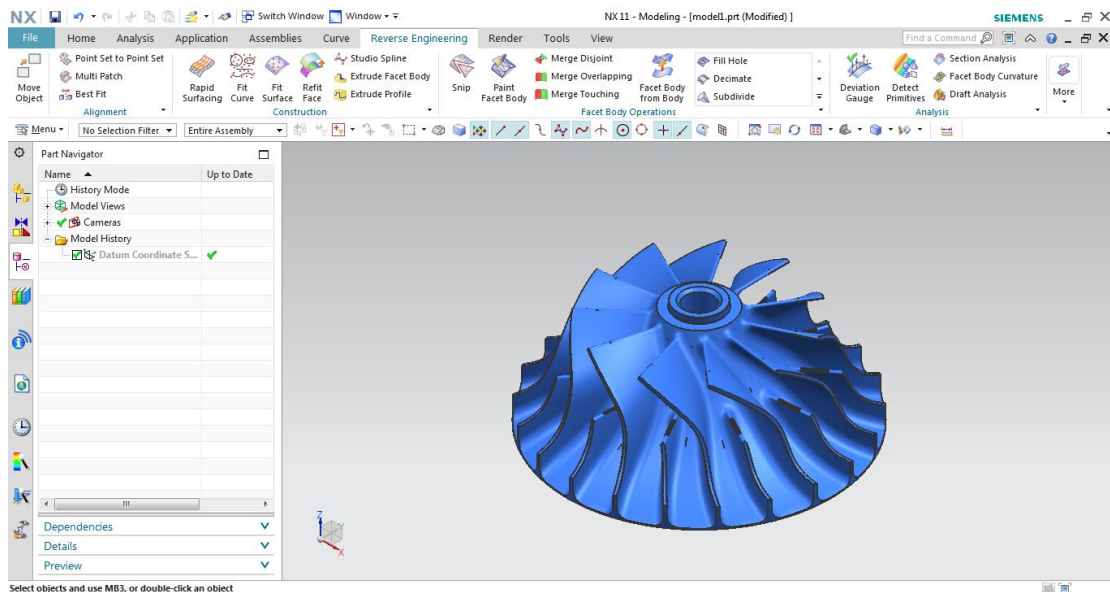 NX Switch Window Window NX 11 - Modeling - [model1.prt (Modified) ] SIEMENS
File Home Analysis Application Assemblies Curve Reverse Engineering Render Tools View Find a Command
Move Object
Point Set to Point Set
Multi Patch
Best Fit
Alignment
Rapid Surfacing
Fit Curve
Fit Surface
Refit Face
Studio Spline
Extrude Facet Body
Extrude Profile
Construction
Snip
Paint Facet Body
Merge Disjoint
Merge Overlapping
Merge Touching
Facet Body from Body
Fill Hole
Decimate
Subdivide
Facet Body Operations
Deviation Gauge
Detect Primitives
Section Analysis
Facet Body Curvature
Draft Analysis
Analysis
More
Menu No Selection Filter Entire Assembly
Part Navigator
Name Up to Date
History Mode
Model Views
Cameras
Model History
Datum Coordinate S...
Dependencies
Details
Preview
Z
Y
X
Select objects and use MB3, or double-click an object